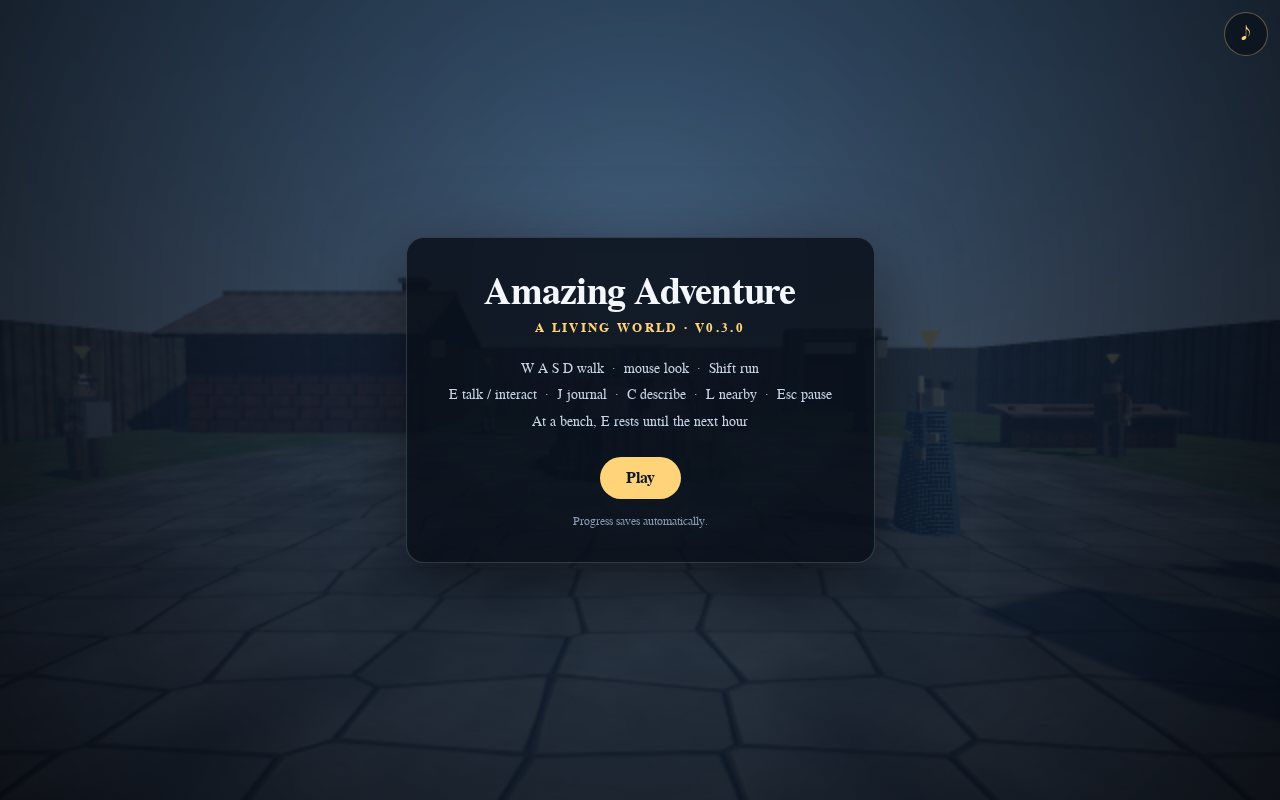 ♪
Amazing Adventure
A LIVING WORLD · V0.3.0
W A S D walk · mouse look · Shift run
E talk / interact · J journal · C describe · L nearby · Esc pause
At a bench, E rests until the next hour
Play
Progress saves automatically.